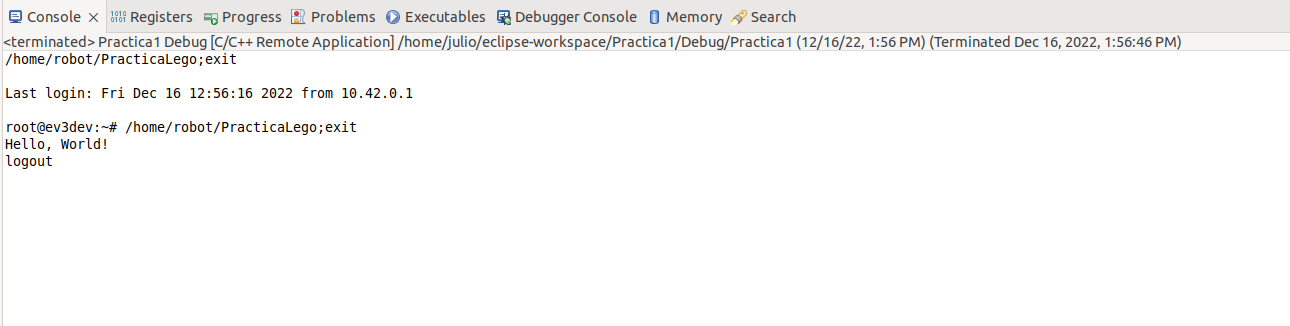 Console Registers Progress Problems Executables Debugger Console Memory Search
<terminated> Practica1 Debug [C/C++ Remote Application] /home/julio/eclipse-workspace/Practica1/Debug/Practica1 (12/16/22, 1:56 PM) (Terminated Dec 16, 2022, 1:56:46 PM)
/home/robot/PracticaLego;exit
Last login: Fri Dec 16 12:56:16 2022 from 10.42.0.1
root@ev3dev:~# /home/robot/PracticaLego;exit
Hello, World!
logout